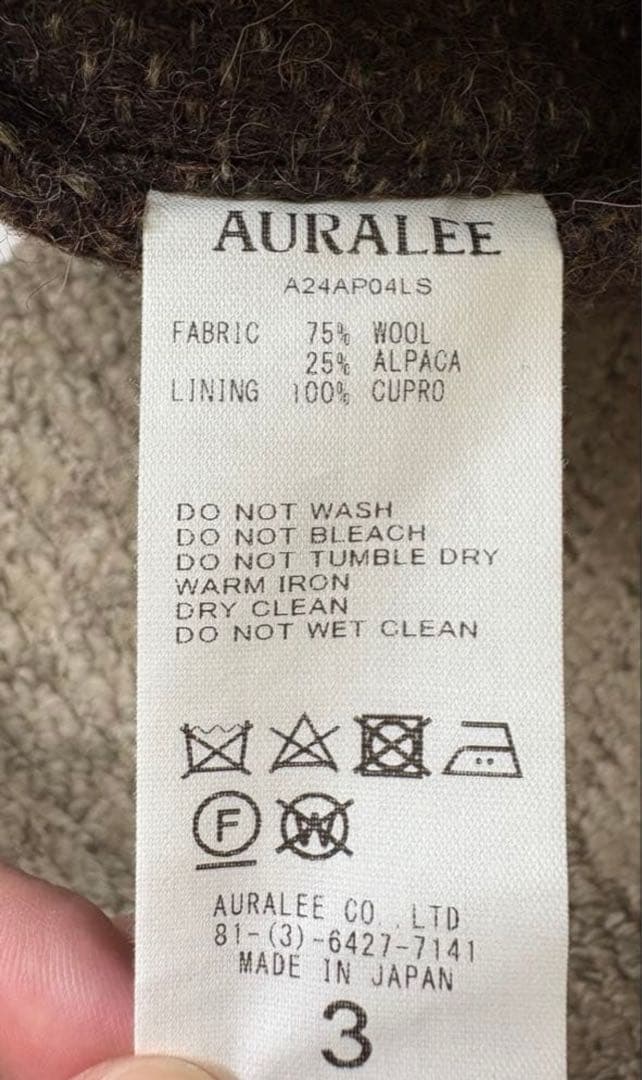 AURALEE
A24AP04LS
FABRIC 75% WOOL
25% ALPACA
LINING 100% CUPRO
DO NOT WASH
DO NOT BLEACH
DO NOT TUMBLE DRY
WARM IRON
DRY CLEAN
DO NOT WET CLEAN
F W
AURALEE CO.,LTD
81-(3)-6427-7141
MADE IN JAPAN
3